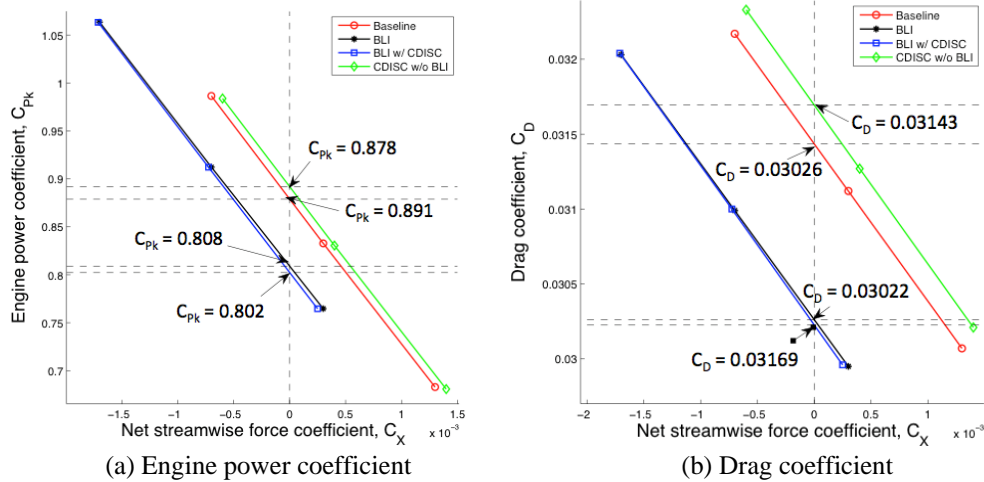 1.05
1
0.95
0.9
0.85
0.8
0.75
0.7
Engine power coefficient, C_Pk
Baseline
BLI
BLI w/ CDISC
CDISC w/o BLI
C_Pk = 0.878
C_Pk = 0.891
C_Pk = 0.808
C_Pk = 0.802
-1.5
-1
-0.5
0
0.5
1
1.5
x 10^-3
Net streamwise force coefficient, C_X
(a) Engine power coefficient
0.032
0.0315
0.031
0.0305
0.03
Drag coefficient, C_D
Baseline
BLI
BLI w/ CDISC
CDISC w/o BLI
C_D = 0.03143
C_D = 0.03026
C_D = 0.03022
C_D = 0.03169
-2
-1.5
-1
-0.5
0
0.5
1
x 10^-3
Net streamwise force coefficient, C_X
(b) Drag coefficient